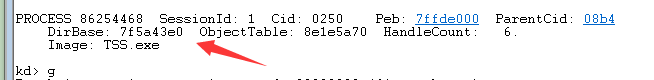 PROCESS 86254468 SessionId: 1 Cid: 0250 Peb: 7ffde000 ParentCid: 08b4
DirBase: 7f5a43e0 ObjectTable: 8e1e5a70 HandleCount: 6.
Image: TSS.exe
kd> g